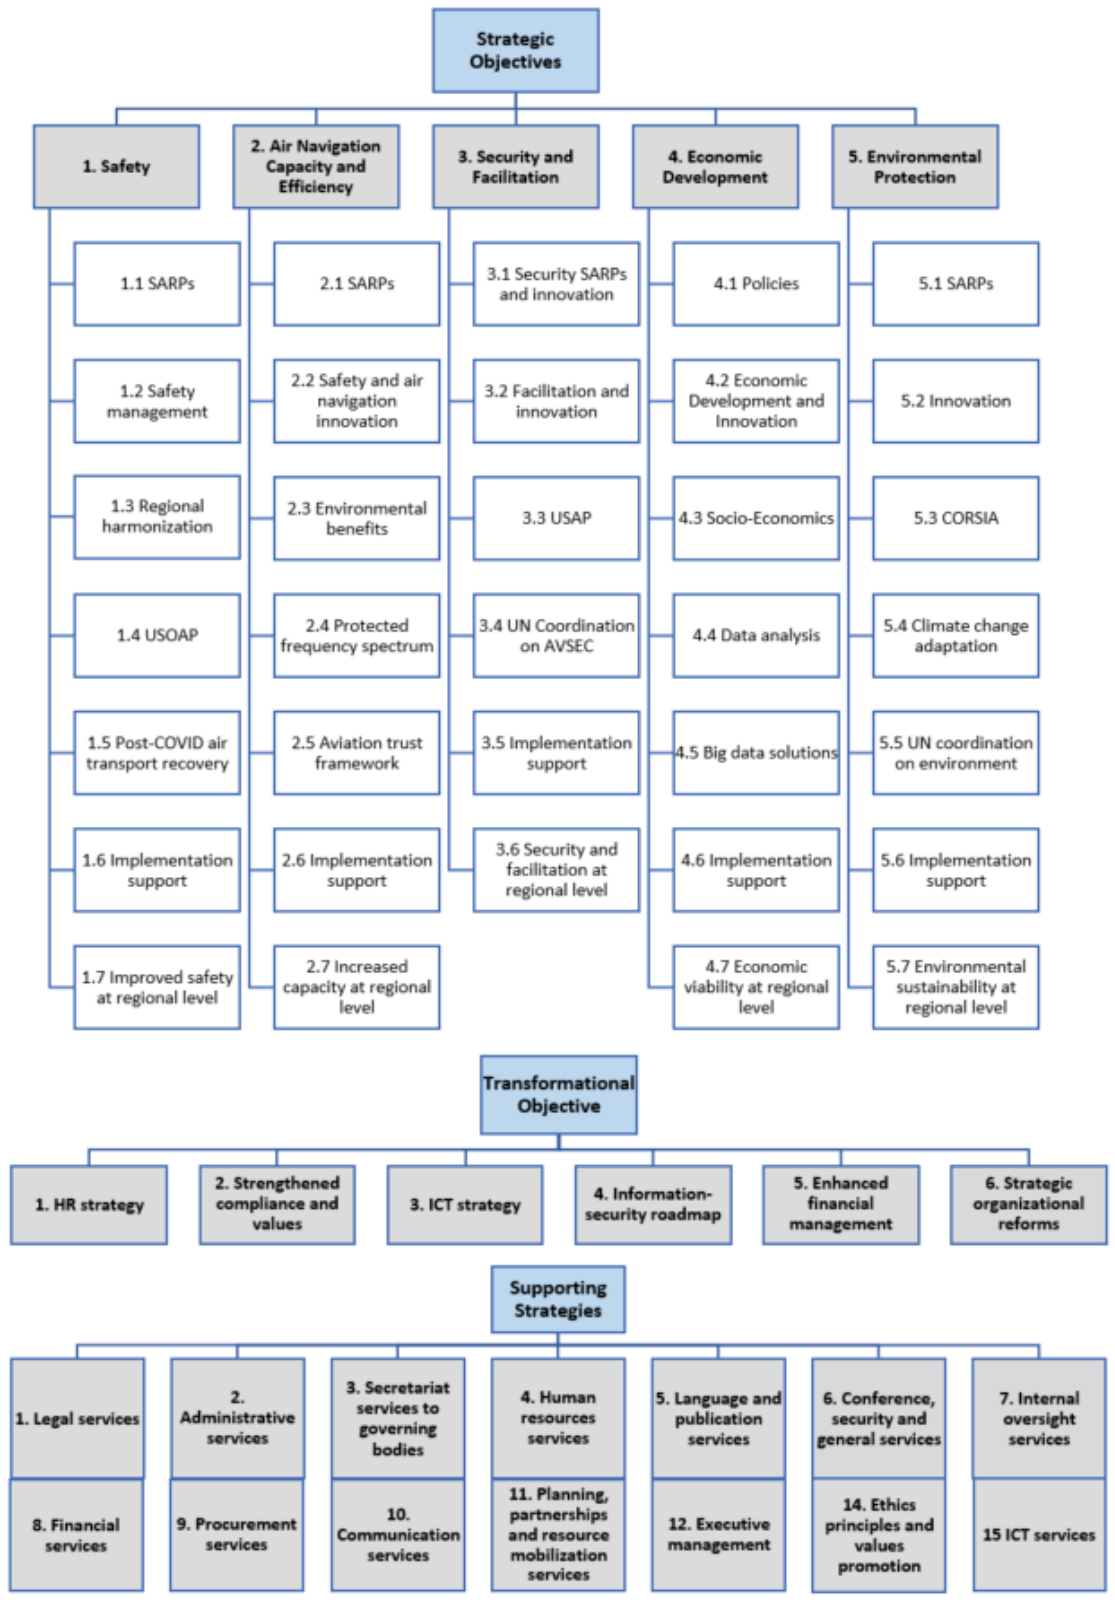 Strategic
Objectives
1. Safety
2. Air Navigation
Capacity and
Efficiency
3. Security and
Facilitation
4. Economic
Development
5. Environmental
Protection
1.1 SARPs
2.1 SARPs
3.1 Security SARPs
and innovation
4.1 Policies
5.1 SARPs
1.2 Safety
management
2.2 Safety and air
navigation
innovation
3.2 Facilitation and
innovation
4.2 Economic
Development and
Innovation
5.2 Innovation
1.3 Regional
harmonization
2.3 Environmental
benefits
3.3 USAP
4.3 Socio-Economics
5.3 CORSIA
1.4 USOAP
2.4 Protected
frequency spectrum
3.4 UN Coordination
on AVSEC
4.4 Data analysis
5.4 Climate change
adaptation
1.5 Post-COVID air
transport recovery
2.5 Aviation trust
framework
3.5 Implementation
support
4.5 Big data solutions
5.5 UN coordination
on environment
1.6 Implementation
support
2.6 Implementation
support
3.6 Security and
facilitation at
regional level
4.6 Implementation
support
5.6 Implementation
support
1.7 Improved safety
at regional level
2.7 Increased
capacity at regional
level
4.7 Economic
viability at regional
level
5.7 Environmental
sustainability at
regional level
Transformational
Objective
1. HR strategy
2. Strengthened
compliance and
values
3. ICT strategy
4. Information-
security roadmap
5. Enhanced
financial
management
6. Strategic
organizational
reforms
Supporting
Strategies
1. Legal services
2.
Administrative
services
3. Secretariat
services to
governing
bodies
4. Human
resources
services
5. Language and
publication
services
6. Conference,
security and
general services
7. Internal
oversight
services
8. Financial
services
9. Procurement
services
10.
Communication
services
11. Planning,
partnerships
and resource
mobilization
services
12. Executive
management
14. Ethics
principles and
values
promotion
15 ICT services